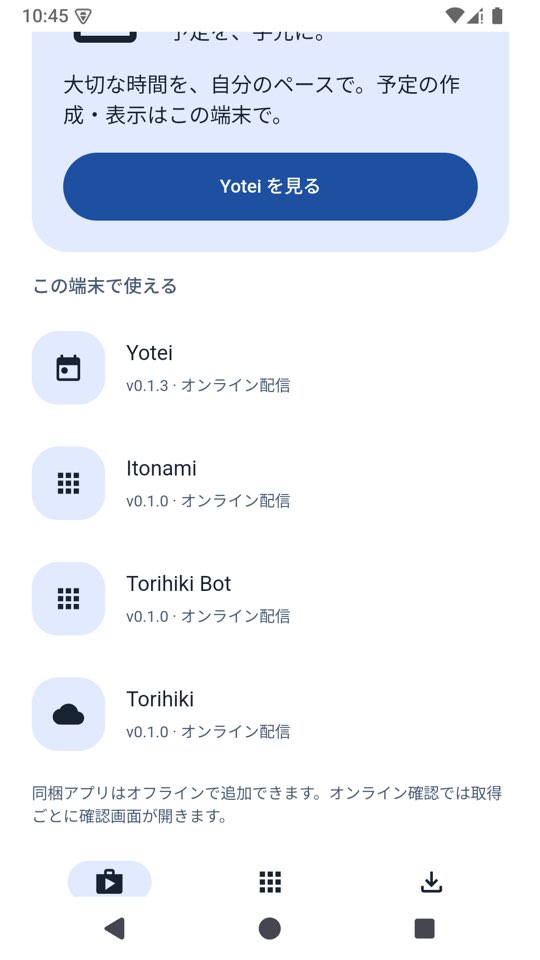 10:45
予定を、手元に。
大切な時間を、自分のペースで。予定の作
成・表示はこの端末で。
Yotei を見る
この端末で使える
Yotei
v0.1.3 · オンライン配信
Itonami
v0.1.0 · オンライン配信
Torihiki Bot
v0.1.0 · オンライン配信
Torihiki
v0.1.0 · オンライン配信
同梱アプリはオフラインで追加できます。オンライン確認では取得
ごとに確認画面が開きます。